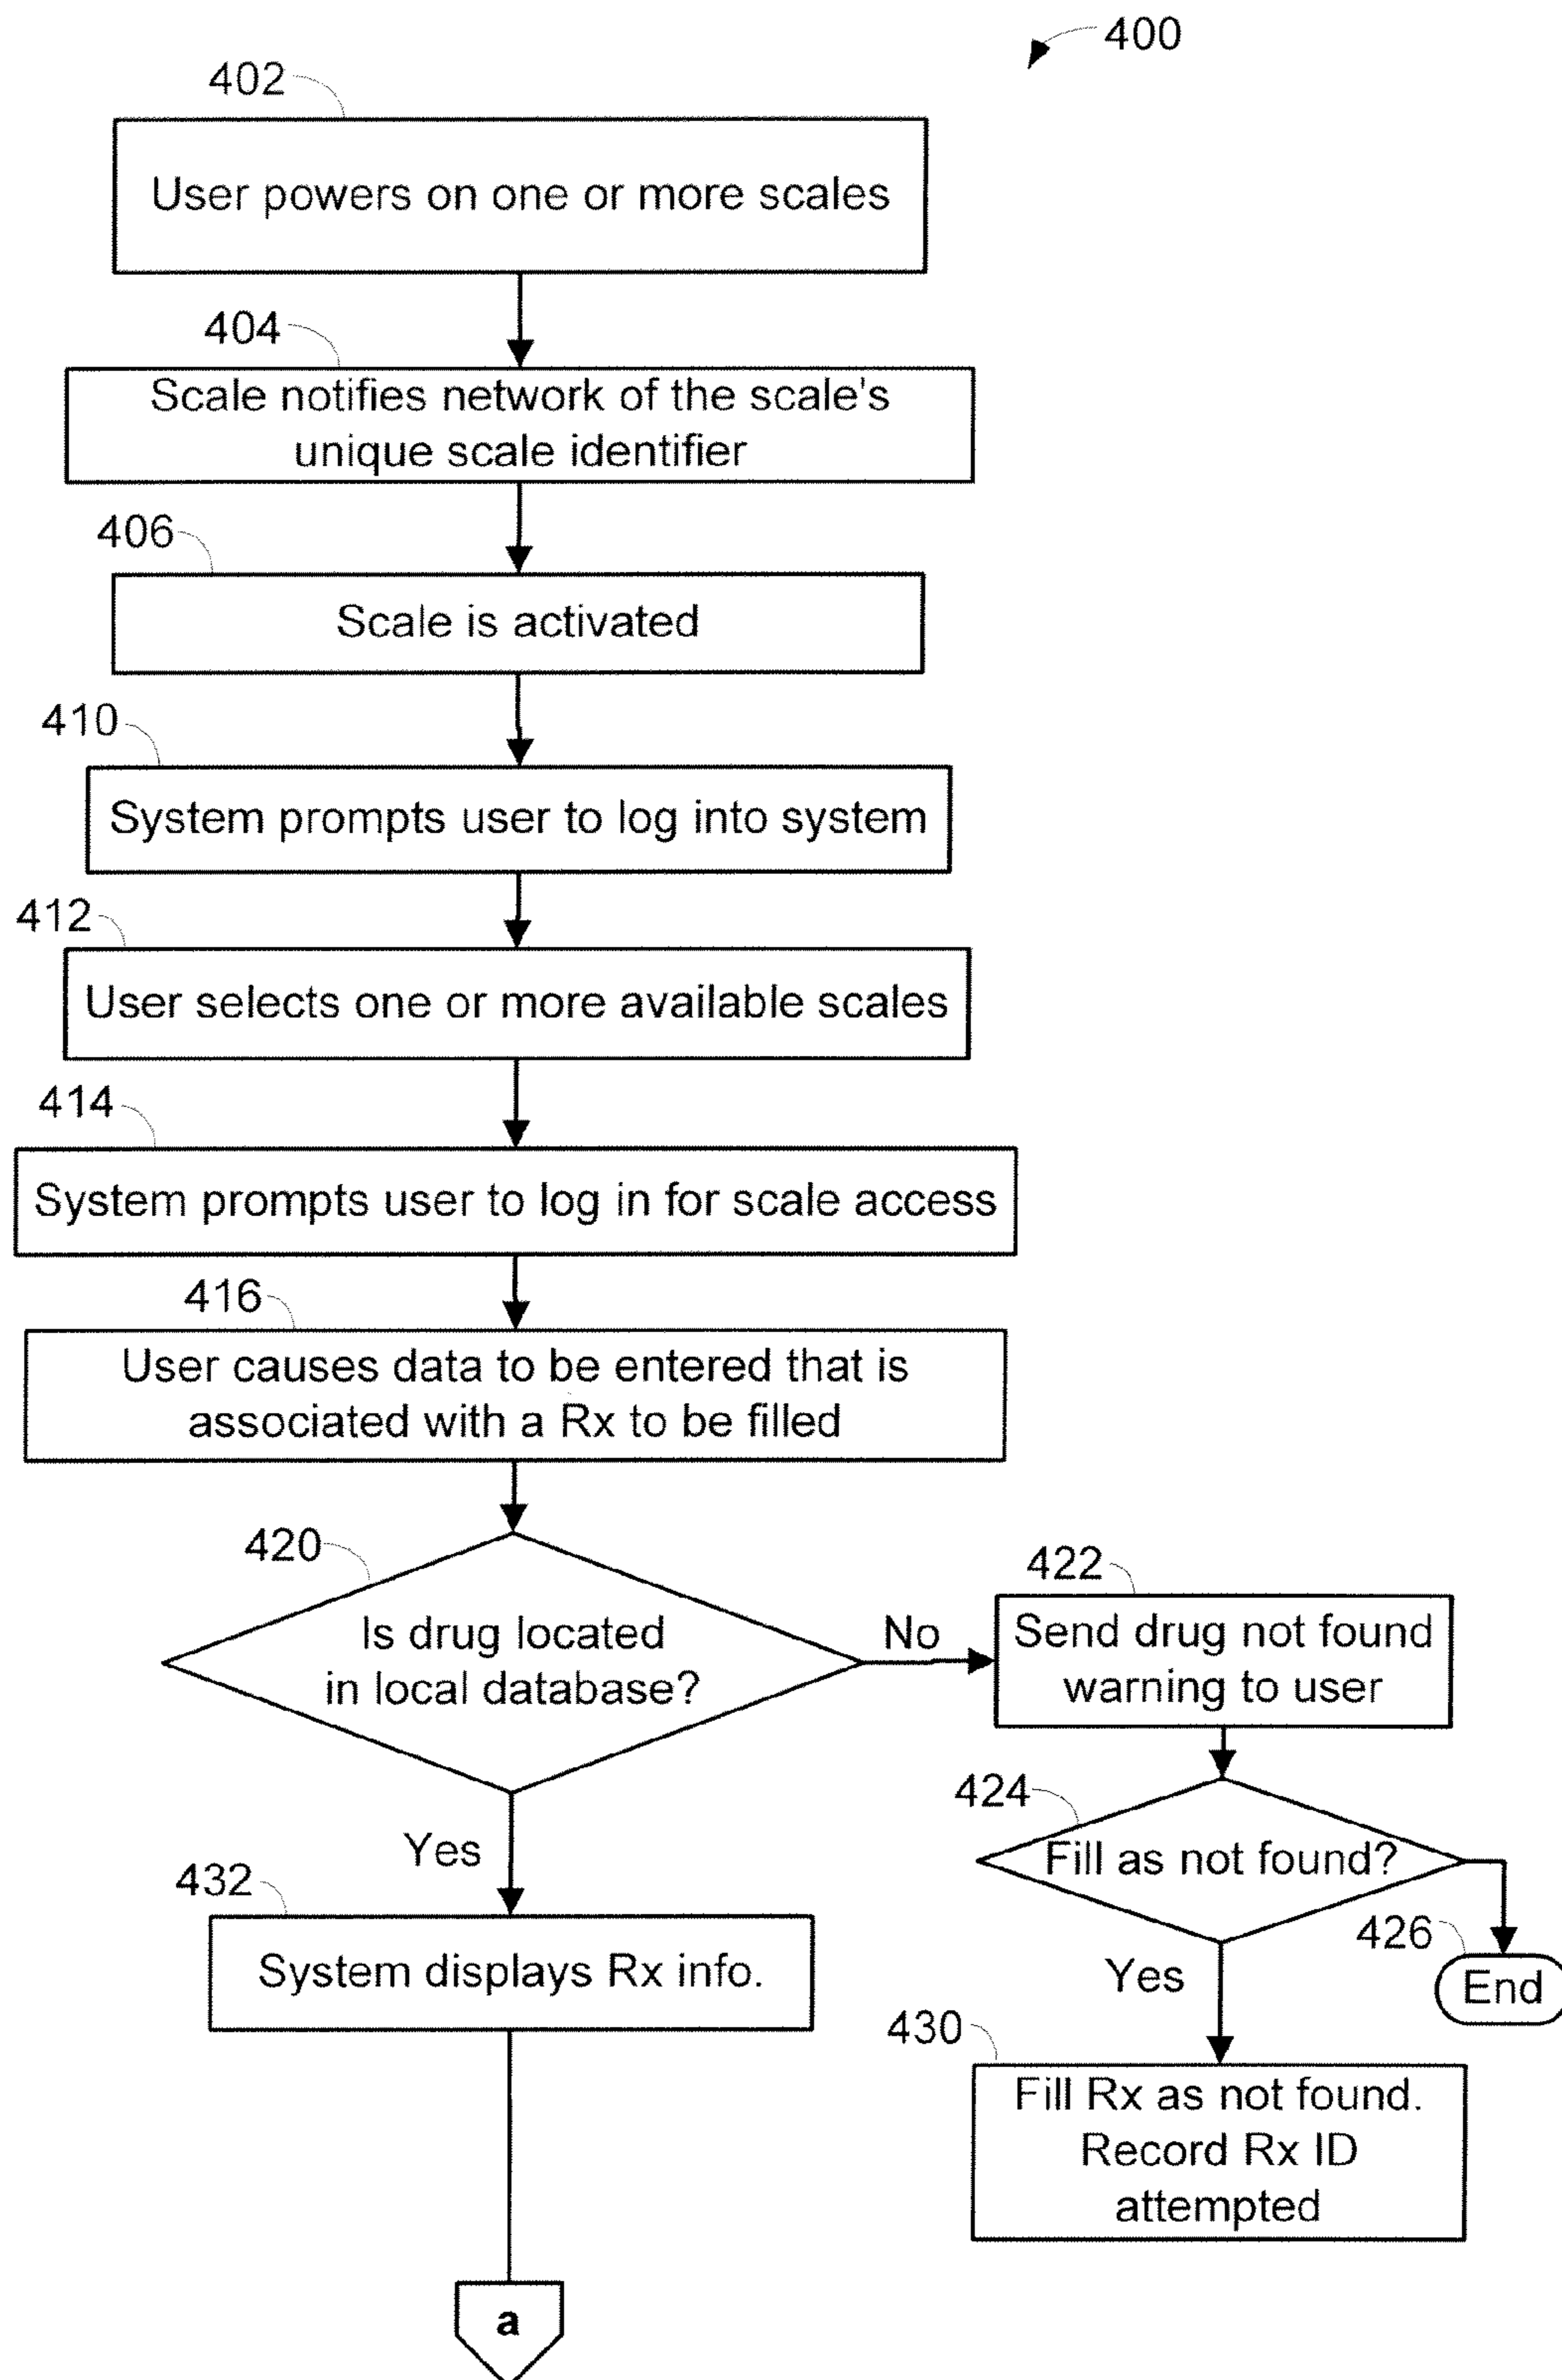 400
402
User powers on one or more scales
404
Scale notifies network of the scale's
unique scale identifier
406
Scale is activated
410
System prompts user to log into system
412
User selects one or more available scales
414
System prompts user to log in for scale access
416
User causes data to be entered that is
associated with a Rx to be filled
420
Is drug located
in local database?
No
422
Send drug not found
warning to user
424
Fill as not found?
426
End
Yes
430
Fill Rx as not found.
Record Rx ID
attempted
Yes
432
System displays Rx info.
a